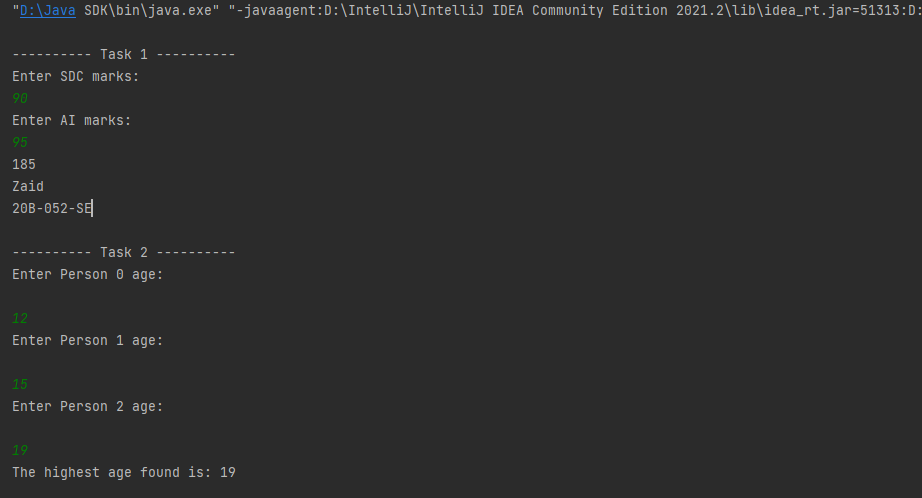 "D:\Java SDK\bin\java.exe" "-javaagent:D:\IntelliJ\IntelliJ IDEA Community Edition 2021.2\lib\idea_rt.jar=51313:D:
---------- Task 1 ----------
Enter SDC marks:
90
Enter AI marks:
95
185
Zaid
20B-052-SE
---------- Task 2 ----------
Enter Person 0 age:
12
Enter Person 1 age:
15
Enter Person 2 age:
19
The highest age found is: 19